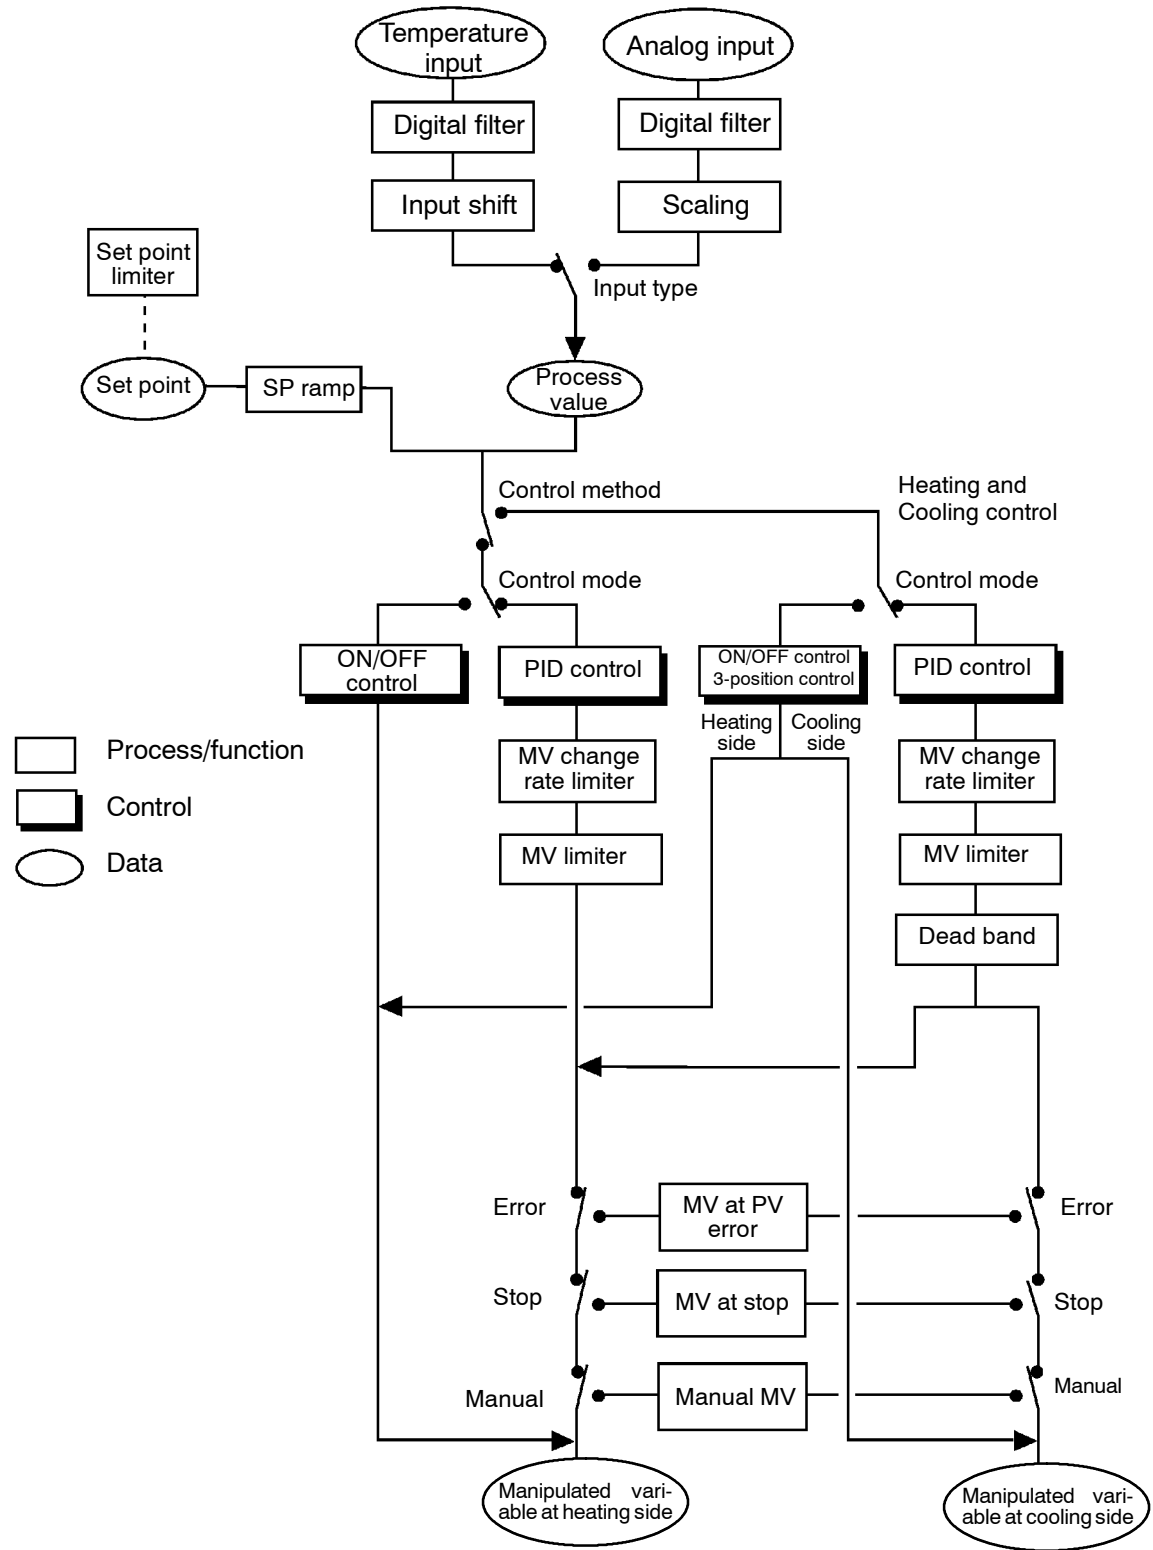 Temperature
input
Analog input
Digital filter
Digital filter
Input shift
Scaling
Set point
limiter
Input type
Set point
SP ramp
Process
value
Control method
Heating and
Cooling control
Control mode
Control mode
ON/OFF
control
PID control
ON/OFF control
3-position control
PID control
Heating
side
Cooling
side
Process/function
Control
Data
MV change
rate limiter
MV change
rate limiter
MV limiter
MV limiter
Dead band
Error
MV at PV
error
Error
Stop
MV at stop
Stop
Manual
Manual MV
Manual
Manipulated vari-
able at heating side
Manipulated vari-
able at cooling side